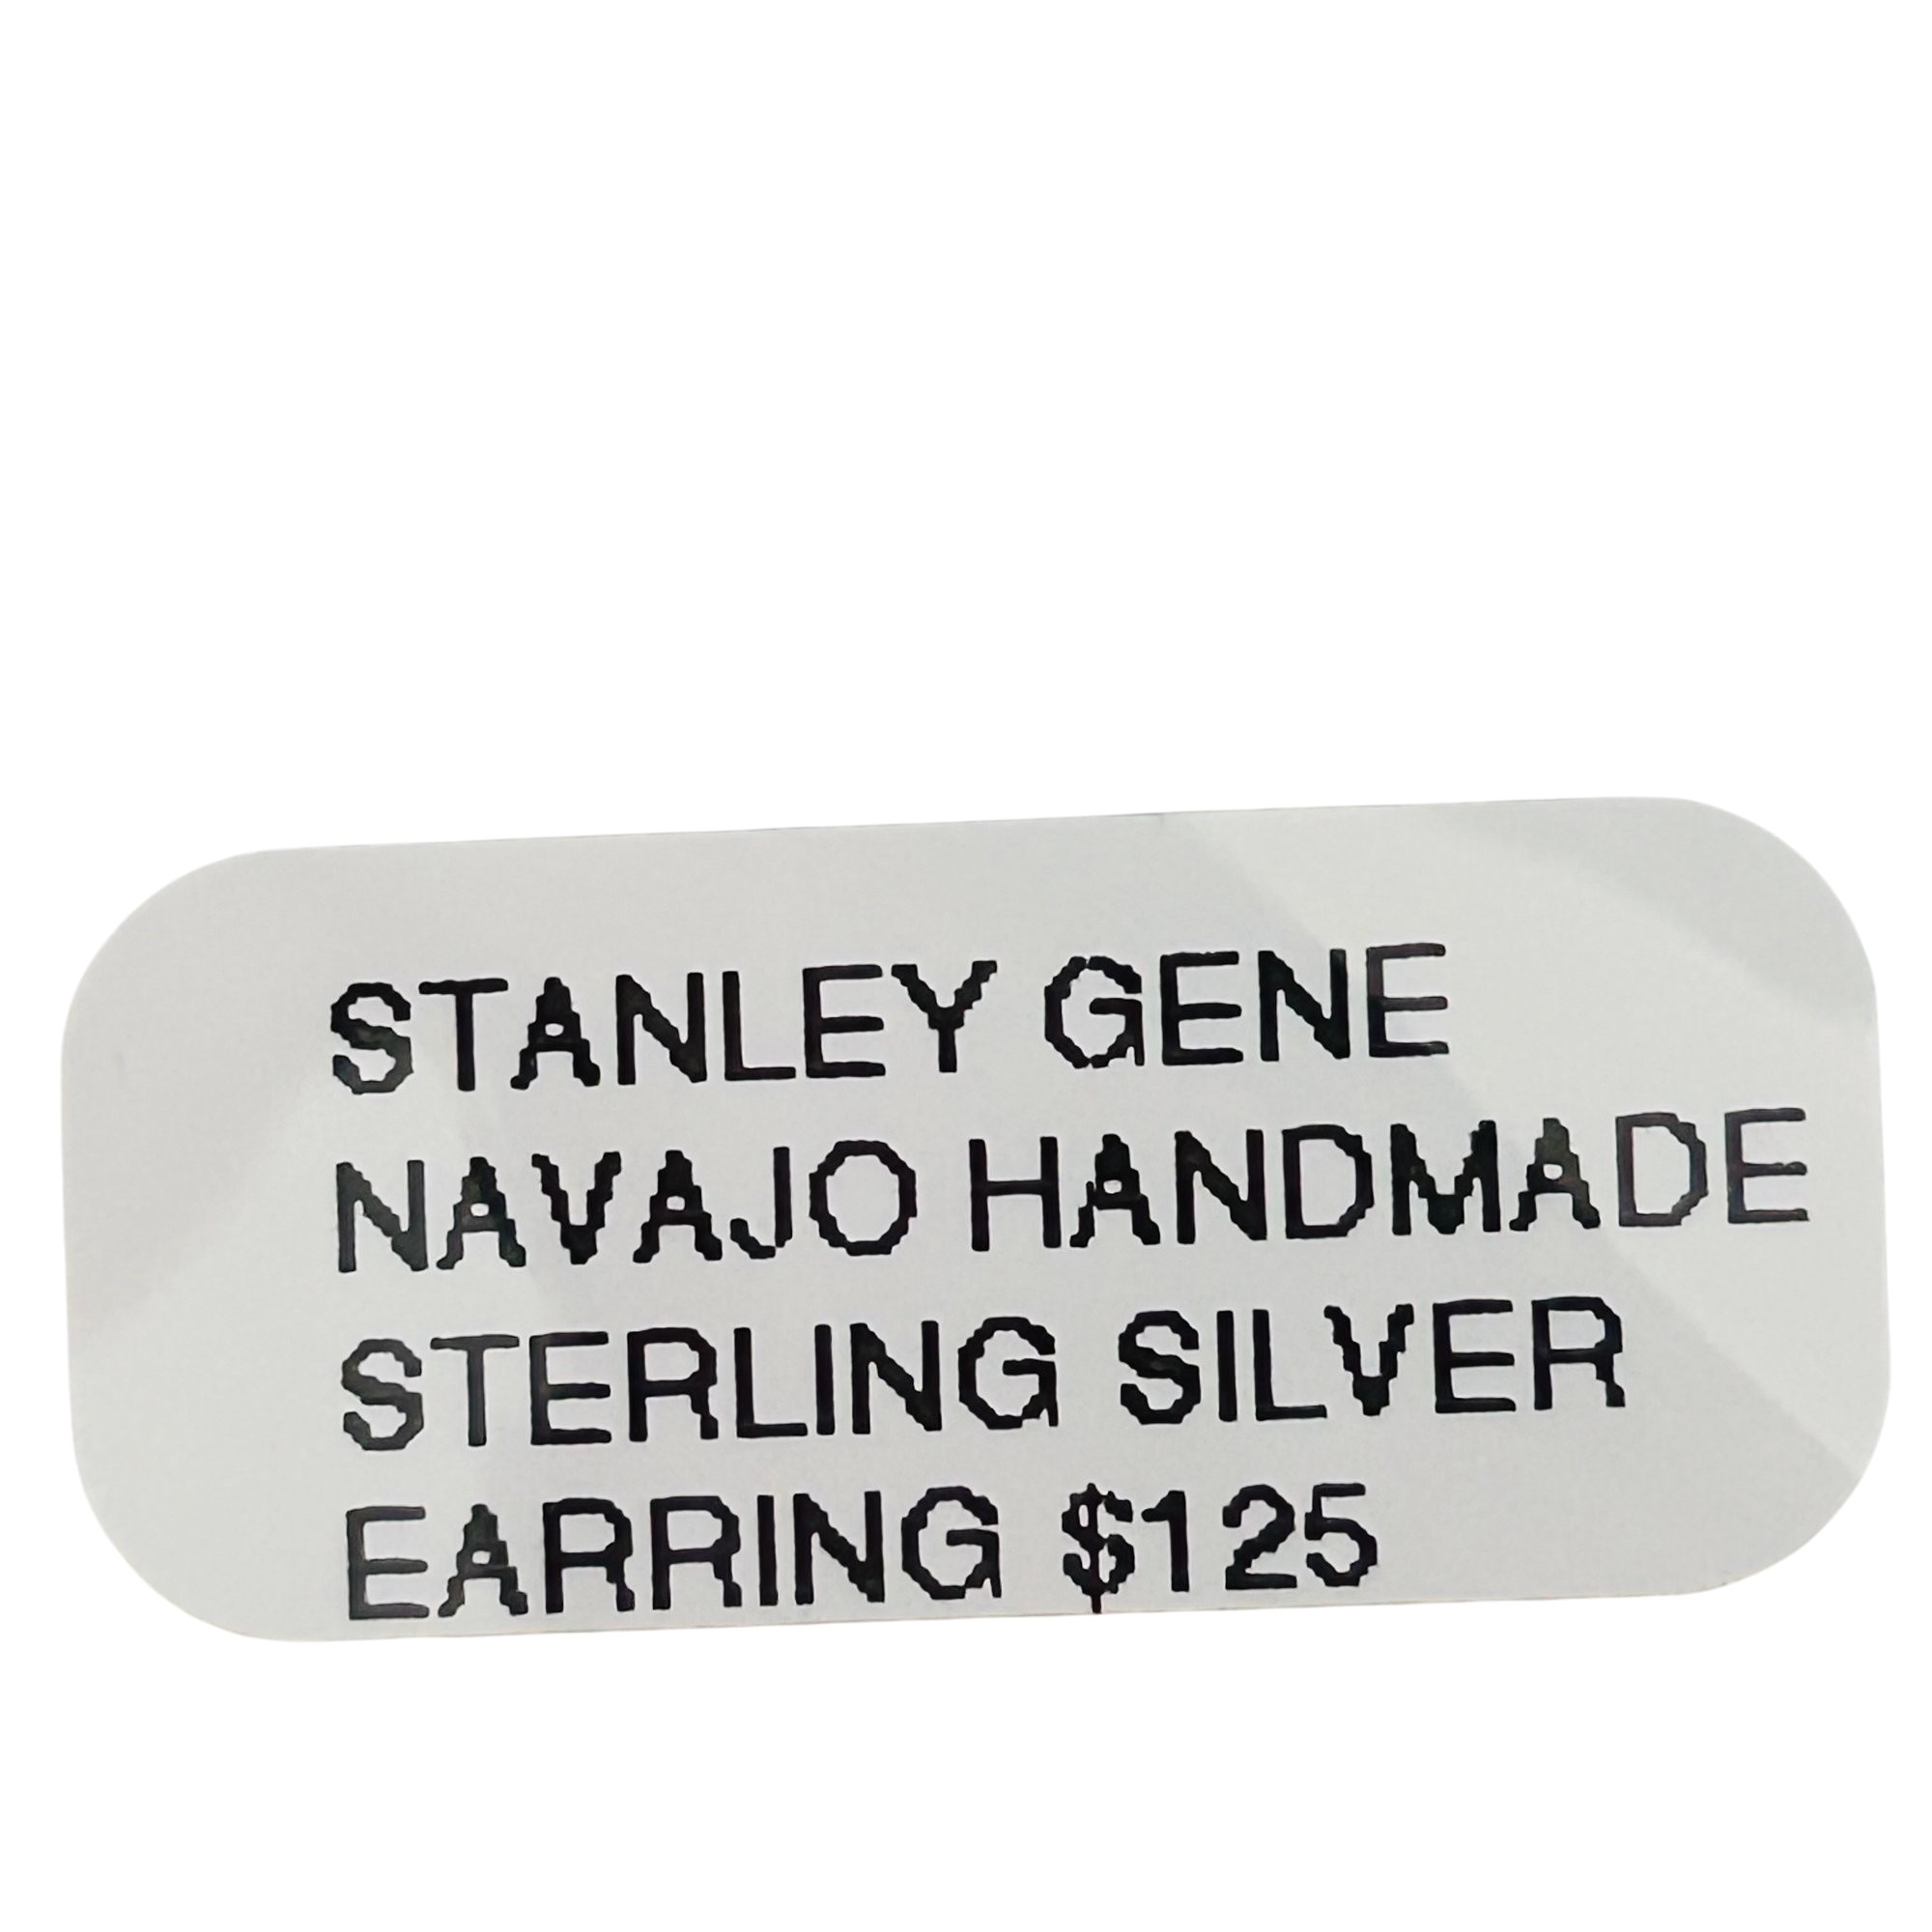 STANLEY GENE
NAVAJO HANDMADE
STERLING SILVER
EARRING $125